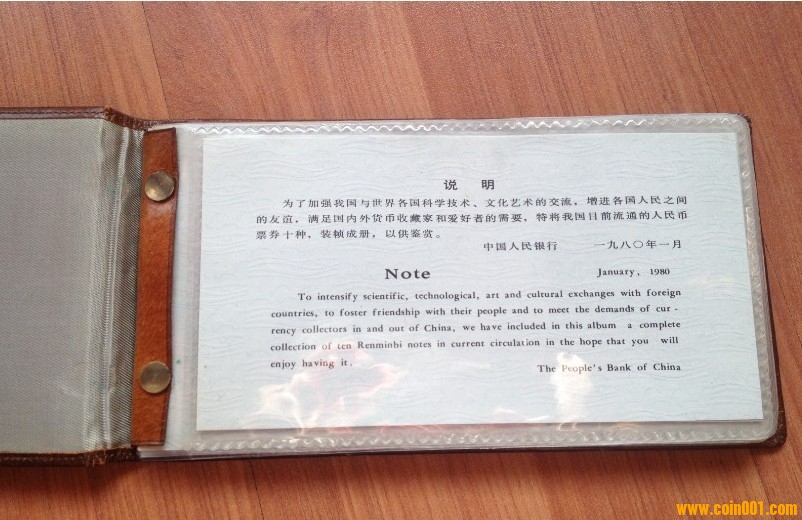 说 明
为了加强我国与世界各国科学技术、文化艺术的交流，增进各国人民之间
的友谊，满足国内外货币收藏家和爱好者的需要，特将我国目前流通的人民币
票券十种，装帧成册，以供鉴赏。
中国人民银行 一九八〇年一月
Note January, 1980
To intensify scientific, technological, art and cultural exchanges with foreign
countries, to foster friendship with their people and to meet the demands of cur-
rency collectors in and out of China, we have included in this album a complete
collection of ten Renminbi notes in current circulation in the hope that you will
enjoy having it.
The People's Bank of China
www.coin001.com